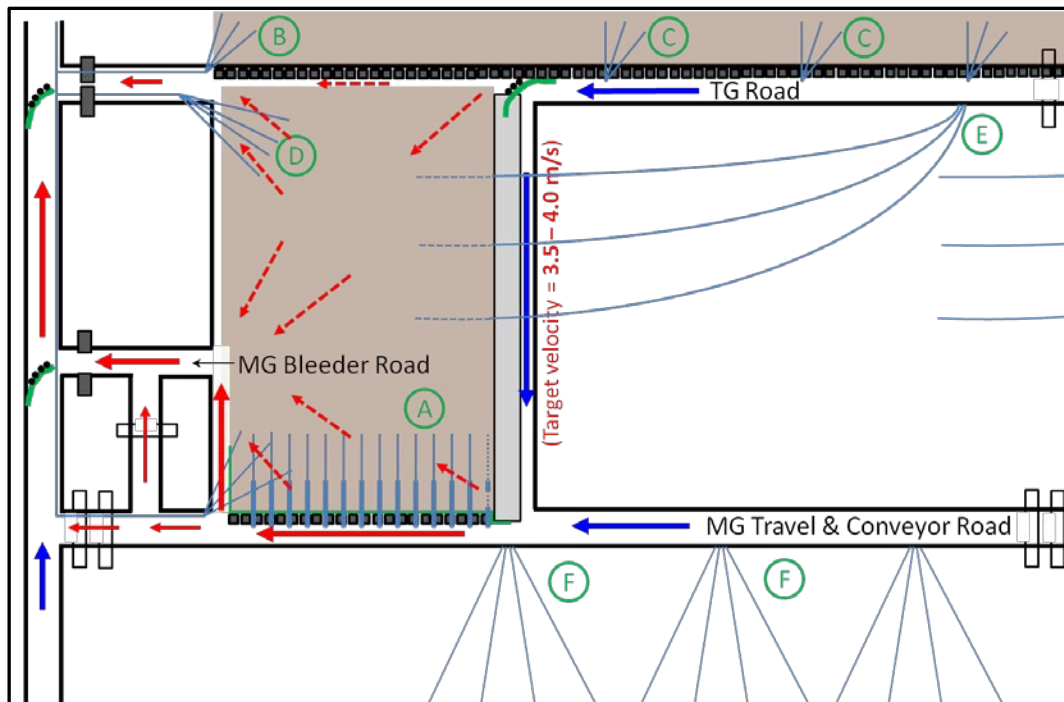 B
C
C
TG Road
E
D
(Target velocity = 3.5 – 4.0 m/s)
MG Bleeder Road
A
MG Travel & Conveyor Road
F
F